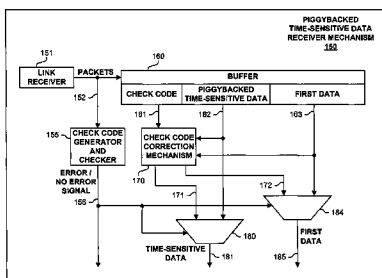 PIGGYBACKED
TIME-SENSITIVE DATA
RECEIVER MECHANISM
150
151
LINK
RECEIVER
PACKETS
152
160
BUFFER
CHECK CODE
PIGGYBACKED
TIME-SENSITIVE DATA
FIRST DATA
161
162
163
155
CHECK CODE
GENERATOR
AND
CHECKER
CHECK CODE
CORRECTION
MECHANISM
170
171
172
ERROR /
NO ERROR
SIGNAL
156
184
180
TIME-SENSITIVE
DATA
181
FIRST
DATA
185